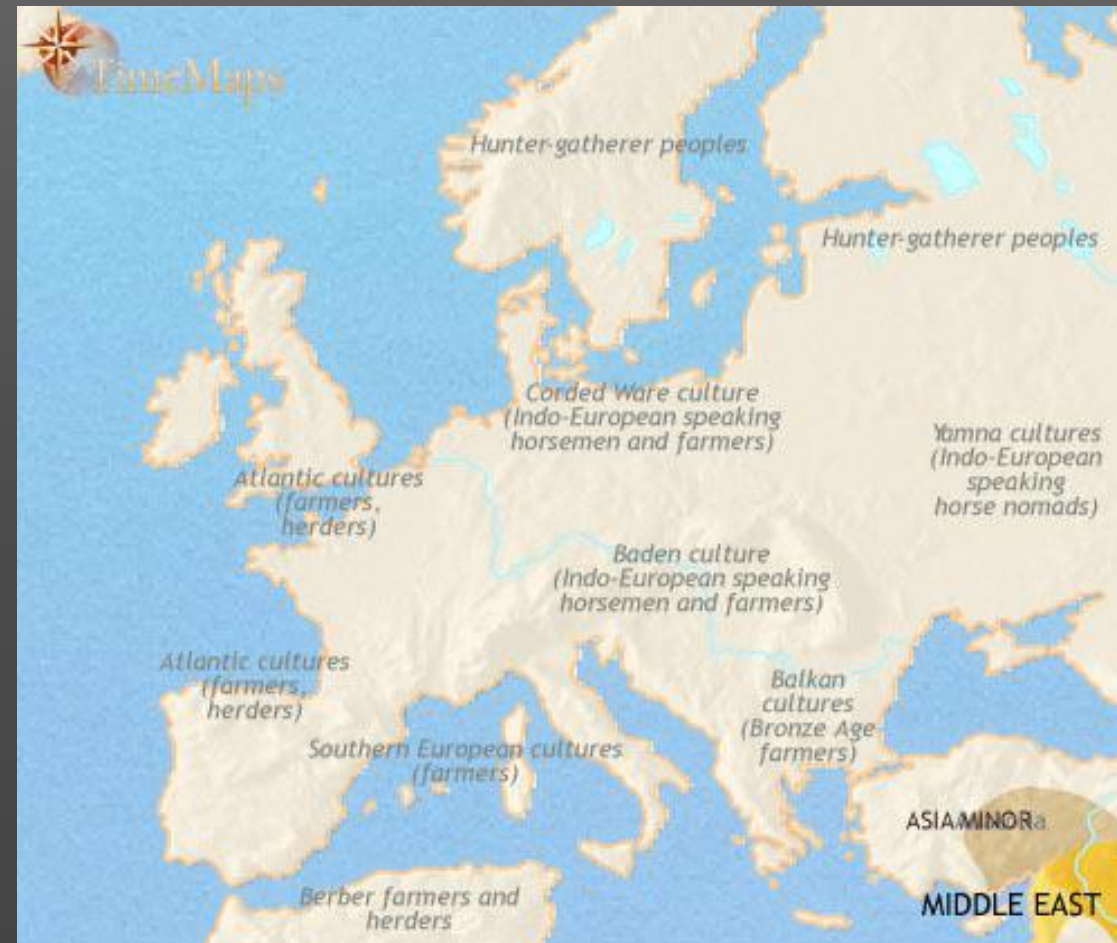 TimeMaps
Hunter-gatherer peoples
Hunter-gatherer peoples
Corded Ware culture
(Indo-European speaking
horsemen and farmers)
Yamna cultures
(Indo-European
speaking
horse nomads)
Atlantic cultures
(farmers,
herders)
Baden culture
(Indo-European speaking
horsemen and farmers)
Atlantic cultures
(farmers,
herders)
Balkan
cultures
(Bronze Age
farmers)
Southern European cultures
(farmers)
ASIA MINOR
Berber farmers and
herders
MIDDLE EAST